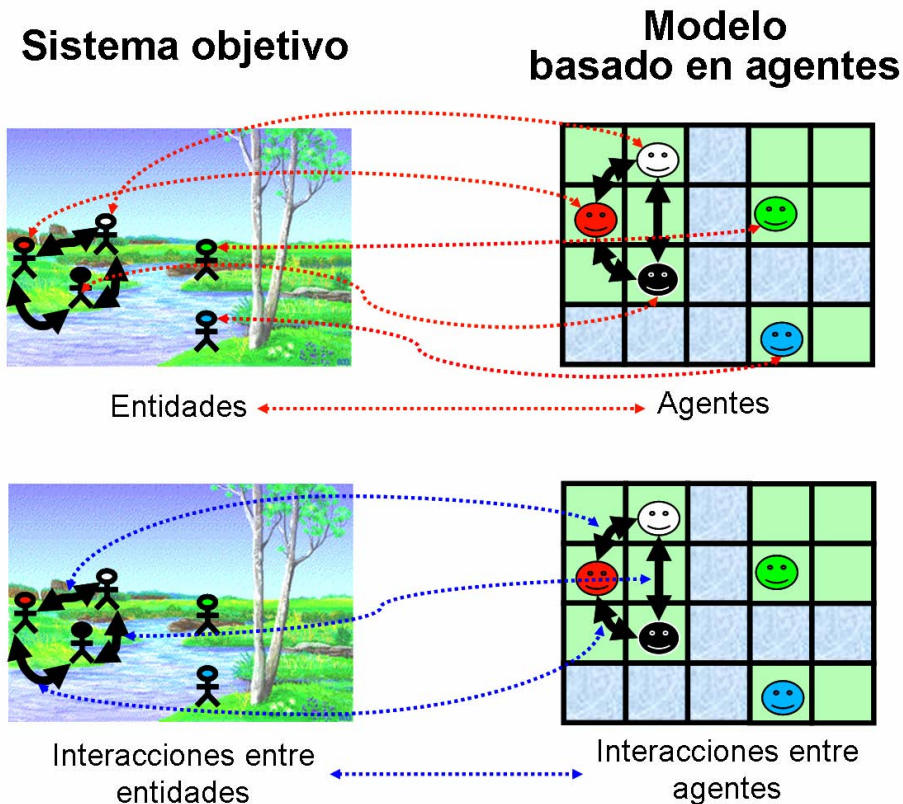 Sistema objetivo
Modelo
basado en agentes
Entidades
Agentes
Interacciones entre
entidades
Interacciones entre
agentes